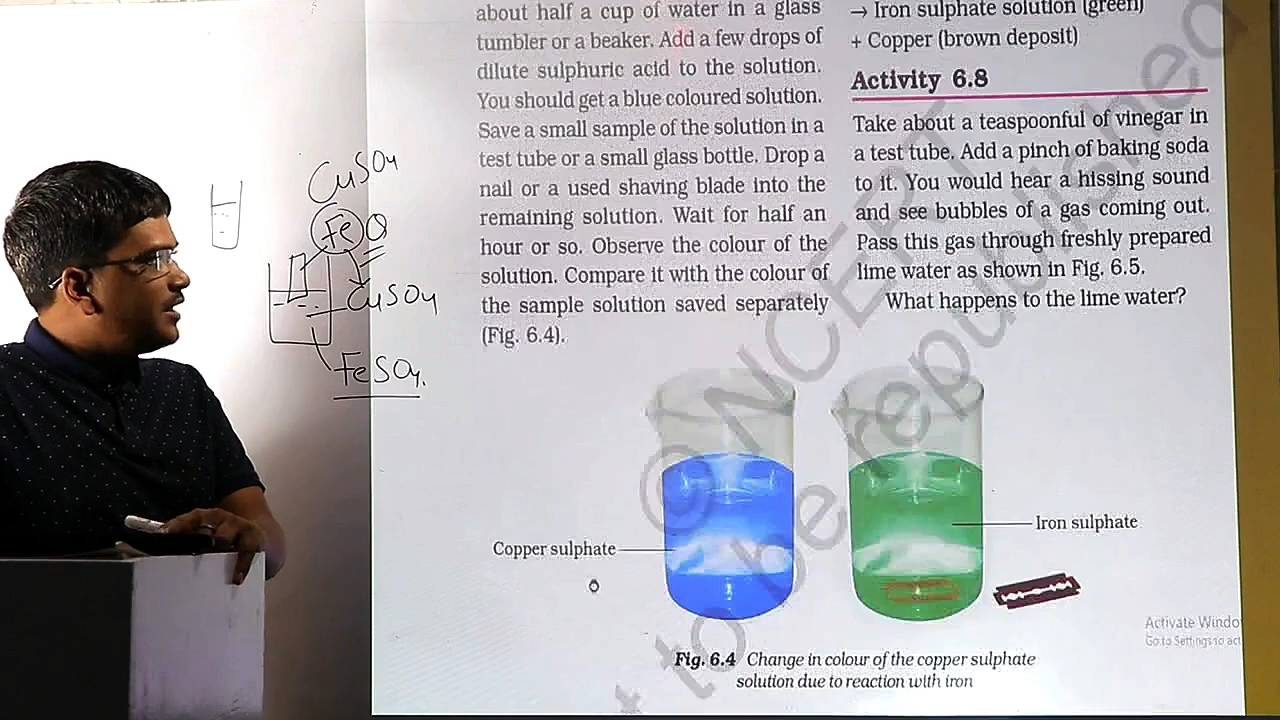 CuSO4
Fe
CuSO4
FeSO4.
about half a cup of water in a glass
tumbler or a beaker. Add a few drops of
dilute sulphuric acid to the solution.
You should get a blue coloured solution.
Save a small sample of the solution in a
test tube or a small glass bottle. Drop a
nail or a used shaving blade into the
remaining solution. Wait for half an
hour or so. Observe the colour of the
solution. Compare it with the colour of
the sample solution saved separately
(Fig. 6.4).
→ Iron sulphate solution (green)
+ Copper (brown deposit)
Activity 6.8
Take about a teaspoonful of vinegar in
a test tube. Add a pinch of baking soda
to it. You would hear a hissing sound
and see bubbles of a gas coming out.
Pass this gas through freshly prepared
lime water as shown in Fig. 6.5.
What happens to the lime water?
Copper sulphate
Iron sulphate
Fig. 6.4 Change in colour of the copper sulphate
solution due to reaction with iron
© NCERT
not to be republished
Activate Windo
Go to Settings to act